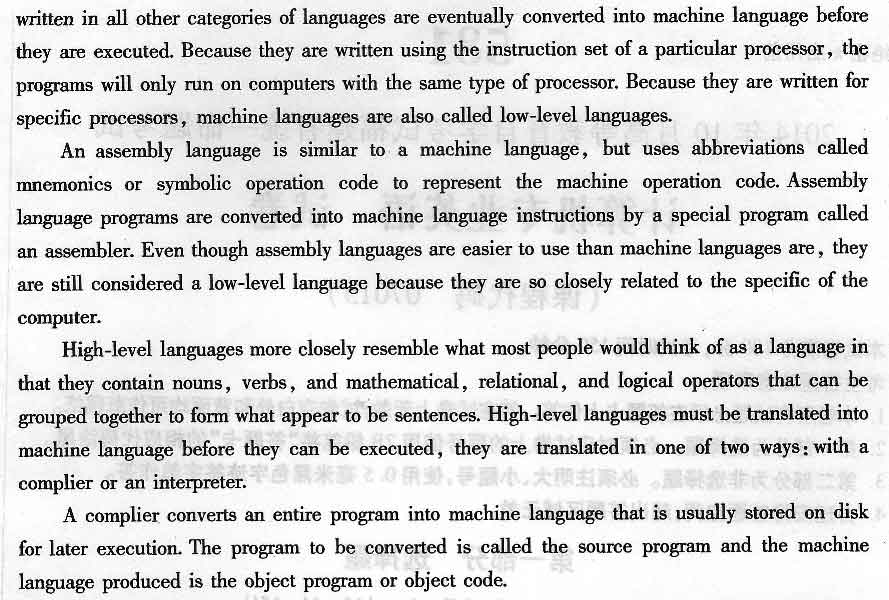 written in all other categories of languages are eventually converted into machine language before
they are executed. Because they are written using the instruction set of a particular processor, the
programs will only run on computers with the same type of processor. Because they are written for
specific processors, machine languages are also called low-level languages.
An assembly language is similar to a machine language, but uses abbreviations called
mnemonics or symbolic operation code to represent the machine operation code. Assembly
language programs are converted into machine language instructions by a special program called
an assembler. Even though assembly languages are easier to use than machine languages are, they
are still considered a low-level language because they are so closely related to the specific of the
computer.
High-level languages more closely resemble what most people would think of as a language in
that they contain nouns, verbs, and mathematical, relational, and logical operators that can be
grouped together to form what appear to be sentences. High-level languages must be translated into
machine language before they can be executed, they are translated in one of two ways: with a
complier or an interpreter.
A complier converts an entire program into machine language that is usually stored on disk
for later execution. The program to be converted is called the source program and the machine
language produced is the object program or object code.